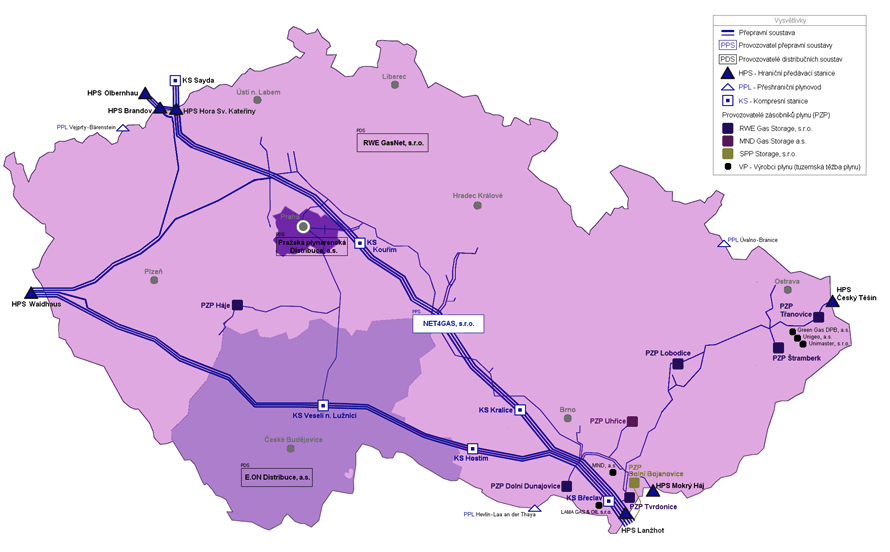 Vysvětlivky
Přepravní soustava
PPS Provozovatel přepravní soustavy
PDS Provozovatelé distribučních soustav
HPS - Hraniční předávací stanice
PPL - Přeshraniční plynovod
KS - Kompresní stanice
Provozovatelé zásobníků plynu (PZP)
RWE Gas Storage, s.r.o.
MND Gas Storage a.s.
SPP Storage, s.r.o.
VP - Výrobci plynu (tuzemská těžba plynu)
KS Sayda
HPS Olbernhau
HPS Brandov
HPS Hora Sv. Kateřiny
PPL Vejprty-Bärenstein
Ústí n. Labem
Liberec
PDS
RWE GasNet, s.r.o.
Hradec Králové
Praha
PDS
Pražská plynárenská
Distribuce, a.s.
KS
Kouřim
PPL Úvalno-Branice
Plzeň
HPS Waidhaus
PZP Háje
PPS
NET4GAS, s.r.o.
Ostrava
HPS
Český Těšín
PZP
Třanovice
Green Gas DPB, a.s.
Unigeo, a.s.
Unimaster, s.r.o.
PZP Štramberk
PZP Lobodice
KS Veselí n. Lužnicí
KS Kralice
Brno
PZP Uhřice
České Budějovice
PDS
E.ON Distribuce, a.s.
KS Hostim
MND, a.s.
PZP
Dolní Bojanovice
PZP Dolní Dunajovice
HPS Mokrý Háj
KS Břeclav
PZP Tvrdonice
LAMA GAS & OIL s.r.o.
PPL Hevlín-Laa an der Thaya
HPS Lanžhot